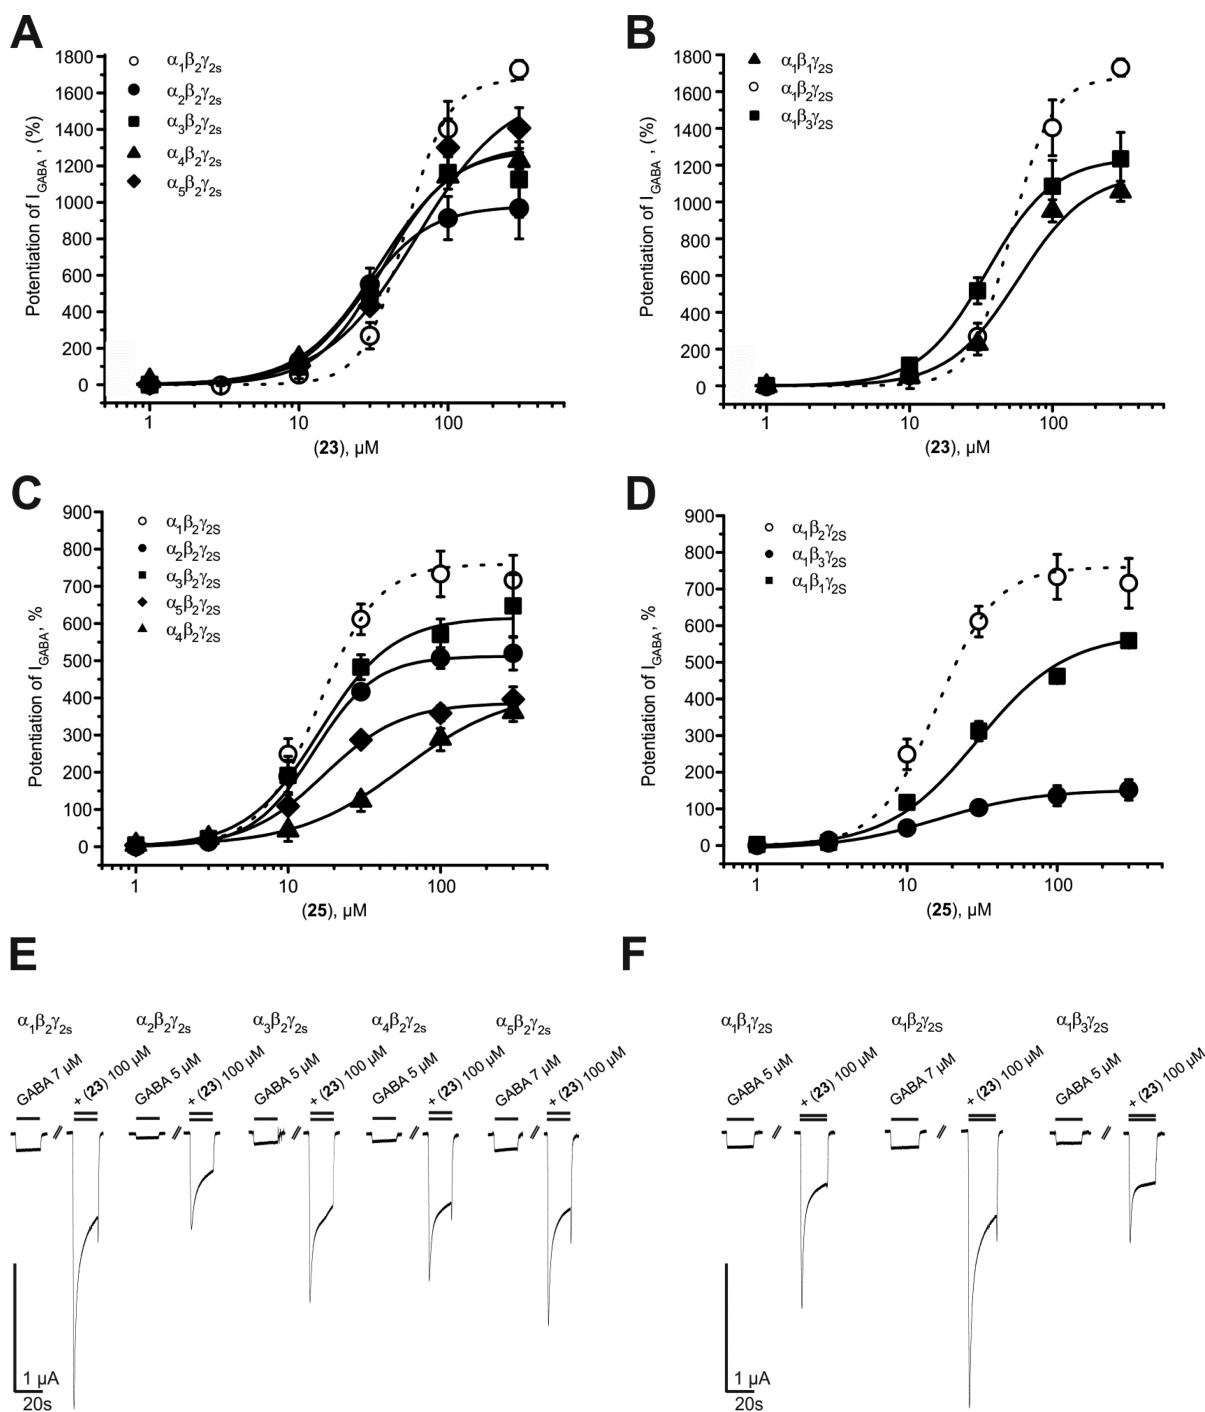 A
1800
1600
1400
1200
1000
800
600
400
200
0
Potentiation of I_GABA , (%)
α₁β₂γ₂s
α₂β₂γ₂s
α₃β₂γ₂s
α₄β₂γ₂s
α₅β₂γ₂s
1 10 100
(23), µM
B
1800
1600
1400
1200
1000
800
600
400
200
0
Potentiation of I_GABA , (%)
α₁β₁γ₂S
α₁β₂γ₂S
α₁β₃γ₂S
1 10 100
(23), µM
C
900
800
700
600
500
400
300
200
100
0
Potentiation of I_GABA, %
α₁β₂γ₂S
α₂β₂γ₂S
α₃β₂γ₂S
α₅β₂γ₂S
α₄β₂γ₂S
1 10 100
(25), µM
D
900
800
700
600
500
400
300
200
100
0
Potentiation of I_GABA, %
α₁β₂γ₂S
α₁β₃γ₂S
α₁β₁γ₂S
1 10 100
(25), µM
E
α₁β₂γ₂s α₂β₂γ₂s α₃β₂γ₂s α₄β₂γ₂s α₅β₂γ₂s
GABA 7 µM + (23) 100 µM GABA 5 µM + (23) 100 µM GABA 5 µM + (23) 100 µM GABA 5 µM + (23) 100 µM GABA 7 µM + (23) 100 µM
1 µA
20s
F
α₁β₁γ₂S α₁β₂γ₂S α₁β₃γ₂S
GABA 5 µM + (23) 100 µM GABA 7 µM + (23) 100 µM GABA 5 µM + (23) 100 µM
1 µA
20s